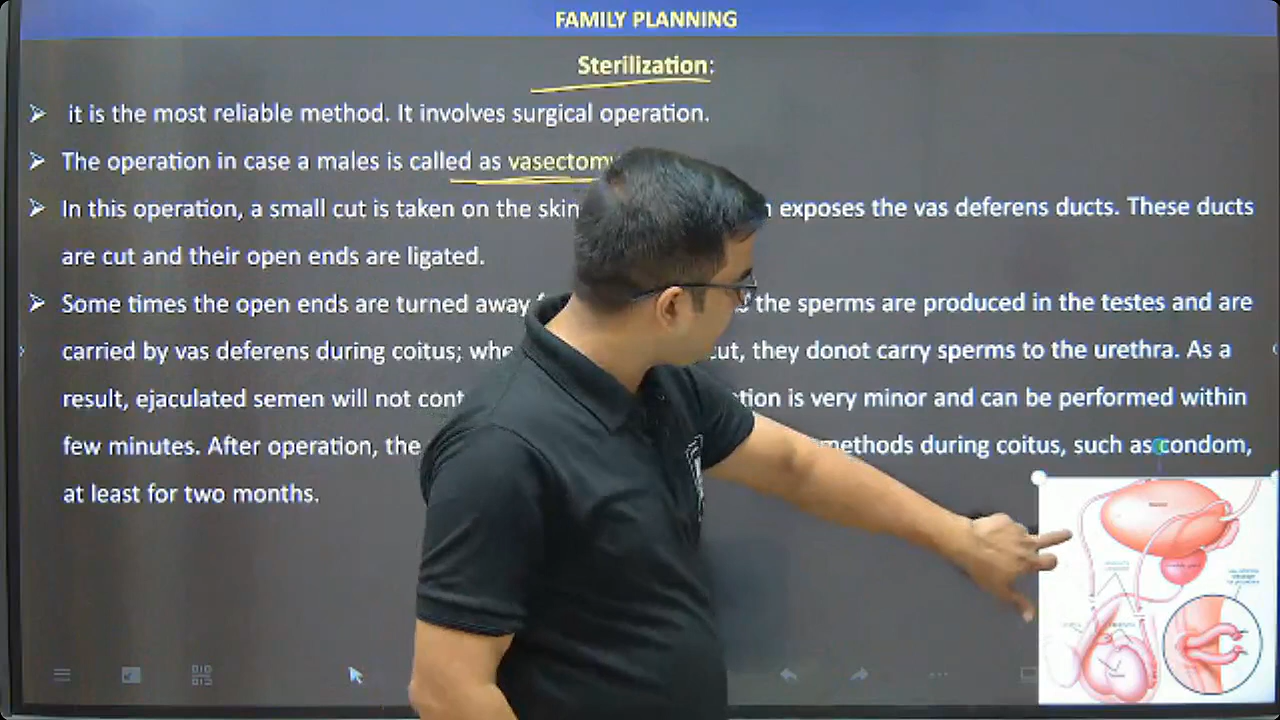 FAMILY PLANNING
Sterilization:
➢ it is the most reliable method. It involves surgical operation.
➢ The operation in case a males is called as vasectomy
➢ In this operation, a small cut is taken on the skin exposes the vas deferens ducts. These ducts
are cut and their open ends are ligated.
➢ Some times the open ends are turned away the sperms are produced in the testes and are
carried by vas deferens during coitus; cut, they donot carry sperms to the urethra. As a
result, ejaculated semen will not is very minor and can be performed within
few minutes. After operation, the methods during coitus, such as condom,
at least for two months.